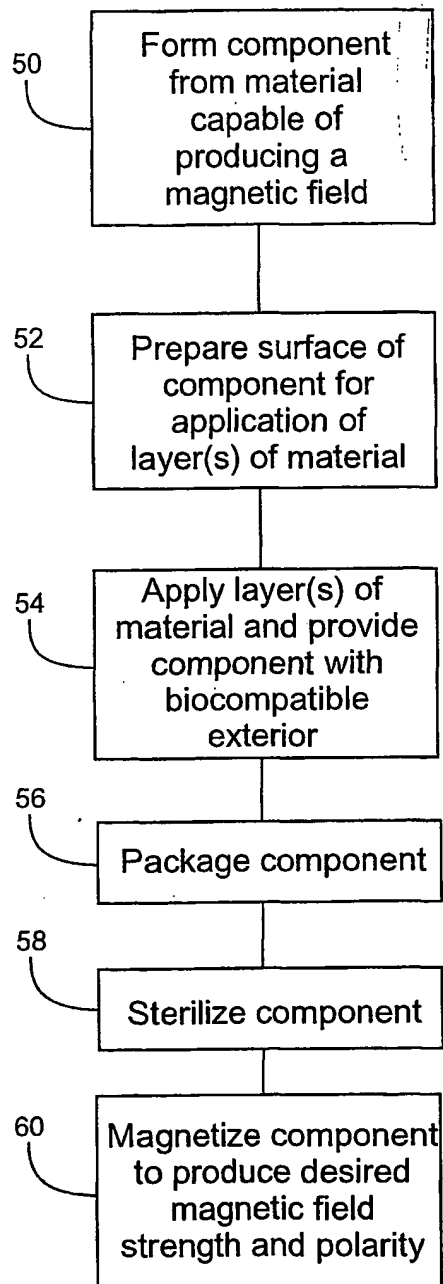 50
Form component
from material
capable of
producing a
magnetic field
52
Prepare surface of
component for
application of
layer(s) of material
54
Apply layer(s) of
material and provide
component with
biocompatible
exterior
56
Package component
58
Sterilize component
60
Magnetize component
to produce desired
magnetic field
strength and polarity